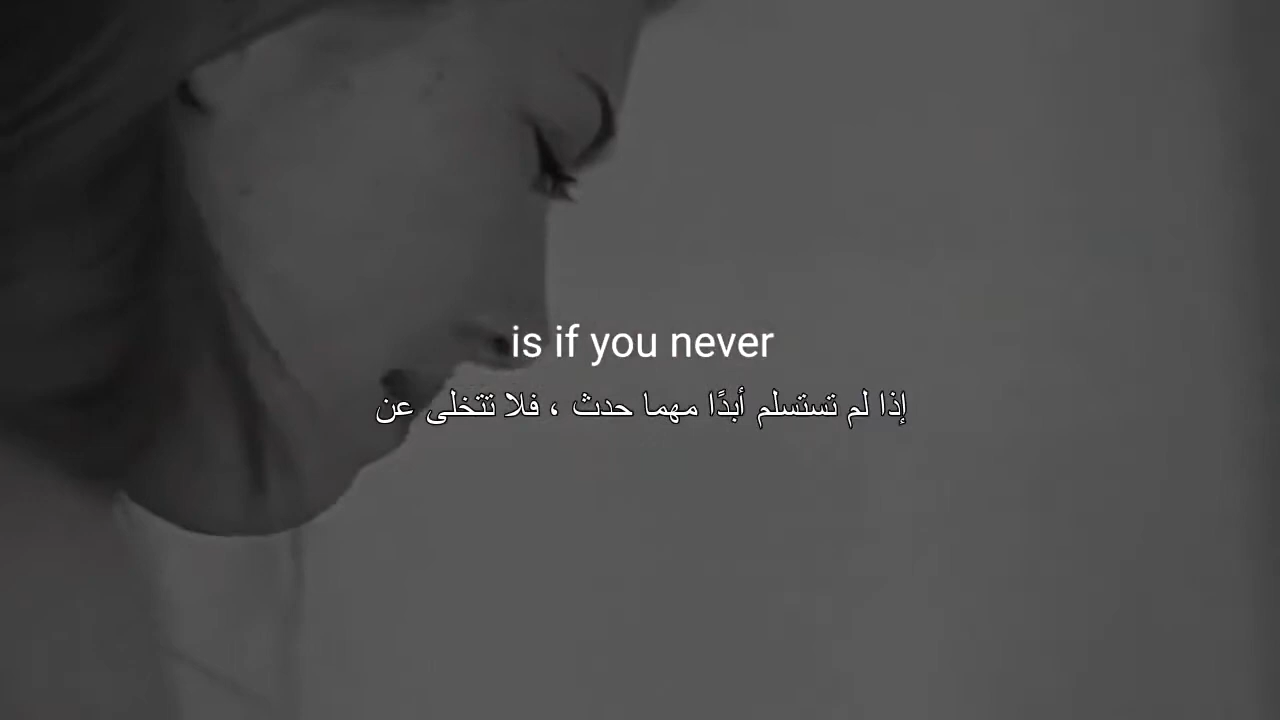 is if you never
إذا لم تستسلم أبدًا مهما حدث ، فلا تتخلى عن